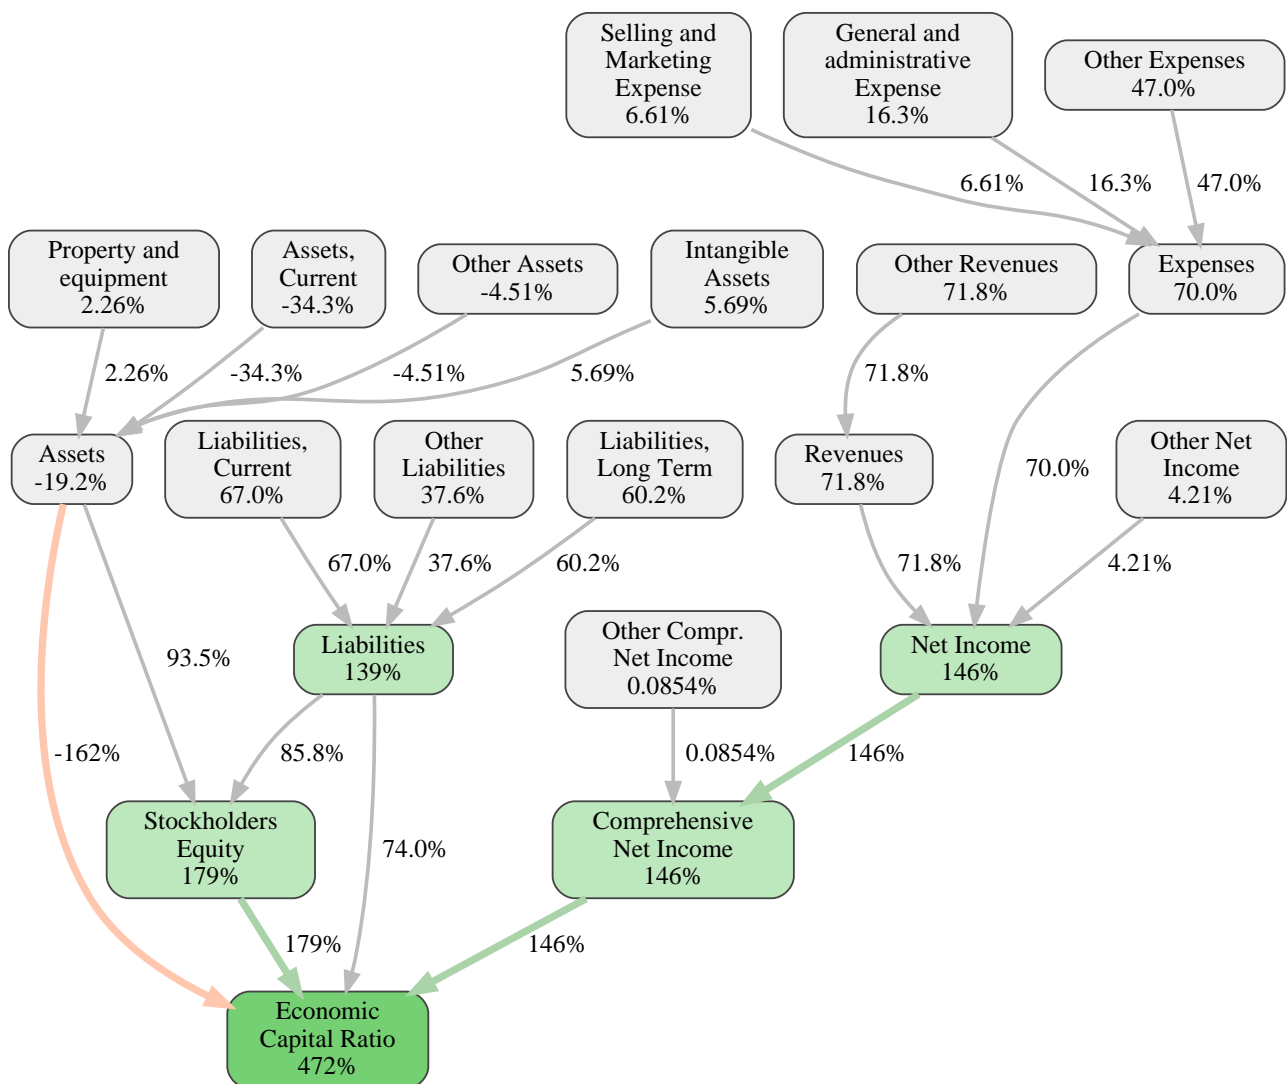 Selling and
Marketing
Expense
6.61%
General and
administrative
Expense
16.3%
Other Expenses
47.0%
6.61%
16.3%
47.0%
Property and
equipment
2.26%
Assets,
Current
-34.3%
Other Assets
-4.51%
Intangible
Assets
5.69%
Other Revenues
71.8%
Expenses
70.0%
2.26%
-34.3%
-4.51%
5.69%
71.8%
Assets
-19.2%
Liabilities,
Current
67.0%
Other
Liabilities
37.6%
Liabilities,
Long Term
60.2%
Revenues
71.8%
70.0%
Other Net
Income
4.21%
67.0%
37.6%
60.2%
71.8%
4.21%
93.5%
Liabilities
139%
Other Compr.
Net Income
0.0854%
Net Income
146%
-162%
85.8%
0.0854%
146%
Stockholders
Equity
179%
74.0%
Comprehensive
Net Income
146%
179%
146%
Economic
Capital Ratio
472%